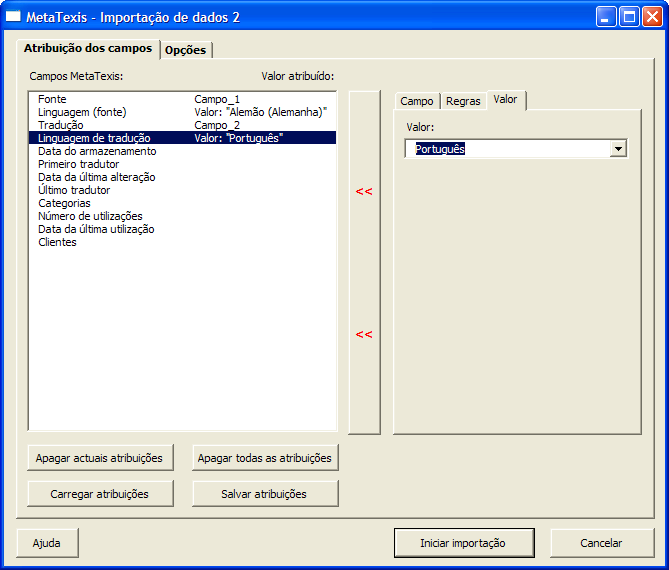 MetaTexis - Importação de dados 2
Atribuição dos campos Opções
Campos MetaTexis: Valor atribuído:
Fonte Campo_1
Linguagem (fonte) Valor: "Alemão (Alemanha)"
Tradução Campo_2
Linguagem de tradução Valor: "Português"
Data do armazenamento
Primeiro tradutor
Data da última alteração
Último tradutor
Categorias
Número de utilizações
Data da última utilização
Clientes
<<
<<
Campo Regras Valor
Valor:
Português
Apagar actuais atribuições Apagar todas as atribuições
Carregar atribuições Salvar atribuições
Ajuda Iniciar importação Cancelar